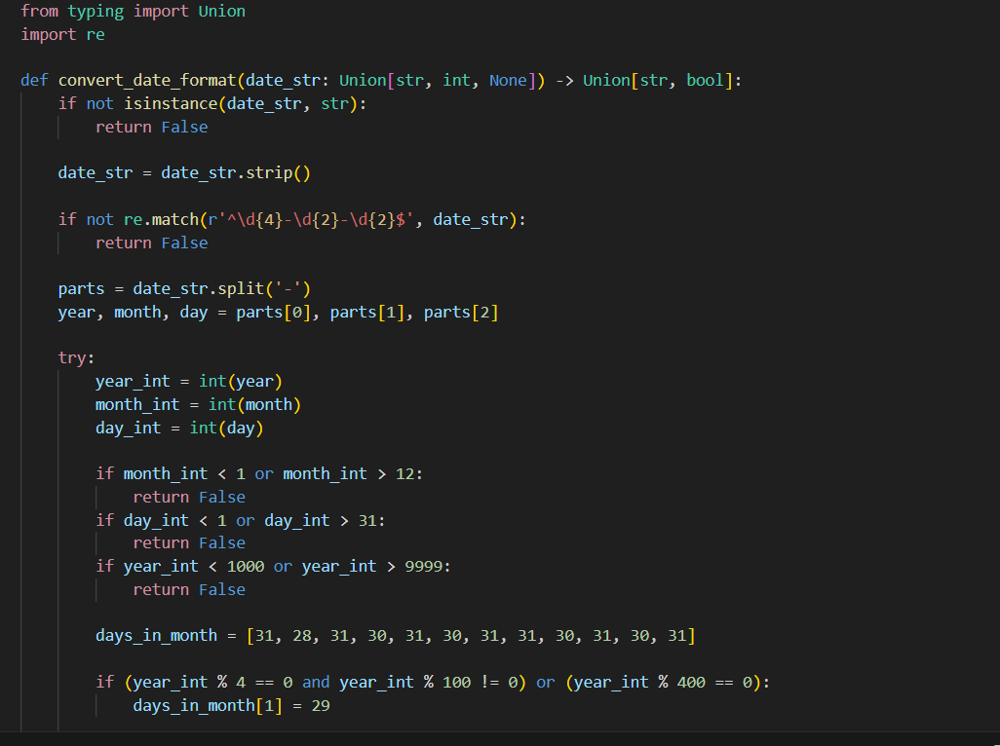 from typing import Union
import re

def convert_date_format(date_str: Union[str, int, None]) -> Union[str, bool]:
    if not isinstance(date_str, str):
        return False

    date_str = date_str.strip()

    if not re.match(r'^\d{4}-\d{2}-\d{2}$', date_str):
        return False

    parts = date_str.split('-')
    year, month, day = parts[0], parts[1], parts[2]

    try:
        year_int = int(year)
        month_int = int(month)
        day_int = int(day)

        if month_int < 1 or month_int > 12:
            return False
        if day_int < 1 or day_int > 31:
            return False
        if year_int < 1000 or year_int > 9999:
            return False

        days_in_month = [31, 28, 31, 30, 31, 30, 31, 31, 30, 31, 30, 31]

        if (year_int % 4 == 0 and year_int % 100 != 0) or (year_int % 400 == 0):
            days_in_month[1] = 29